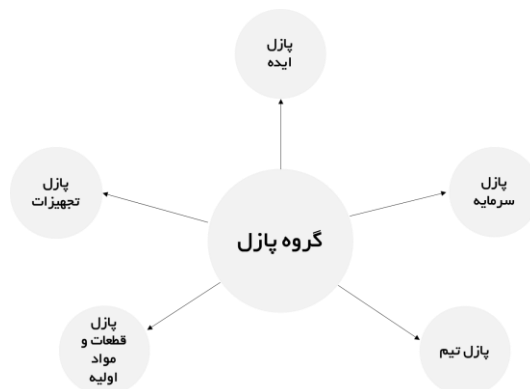 پازل
ایده
پازل
تجهیزات
پازل
سرمایه
گروه پازل
پازل
قطعات و
مواد
اولیه
پازل تیم